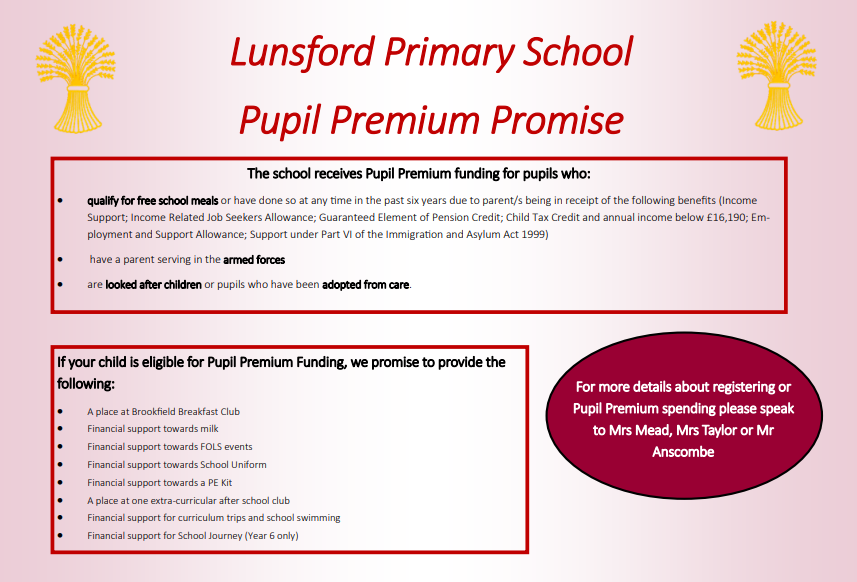 Lunsford Primary School
Pupil Premium Promise
The school receives Pupil Premium funding for pupils who:
• qualify for free school meals or have done so at any time in the past six years due to parent/s being in receipt of the following benefits (Income
Support; Income Related Job Seekers Allowance; Guaranteed Element of Pension Credit; Child Tax Credit and annual income below £16,190; Em-
ployment and Support Allowance; Support under Part VI of the Immigration and Asylum Act 1999)
• have a parent serving in the armed forces
• are looked after children or pupils who have been adopted from care.
If your child is eligible for Pupil Premium Funding, we promise to provide the
following:
• A place at Brookfield Breakfast Club
• Financial support towards milk
• Financial support towards FOLS events
• Financial support towards School Uniform
• Financial support towards a PE Kit
• A place at one extra-curricular after school club
• Financial support for curriculum trips and school swimming
• Financial support for School Journey (Year 6 only)
For more details about registering or
Pupil Premium spending please speak
to Mrs Mead, Mrs Taylor or Mr
Anscombe